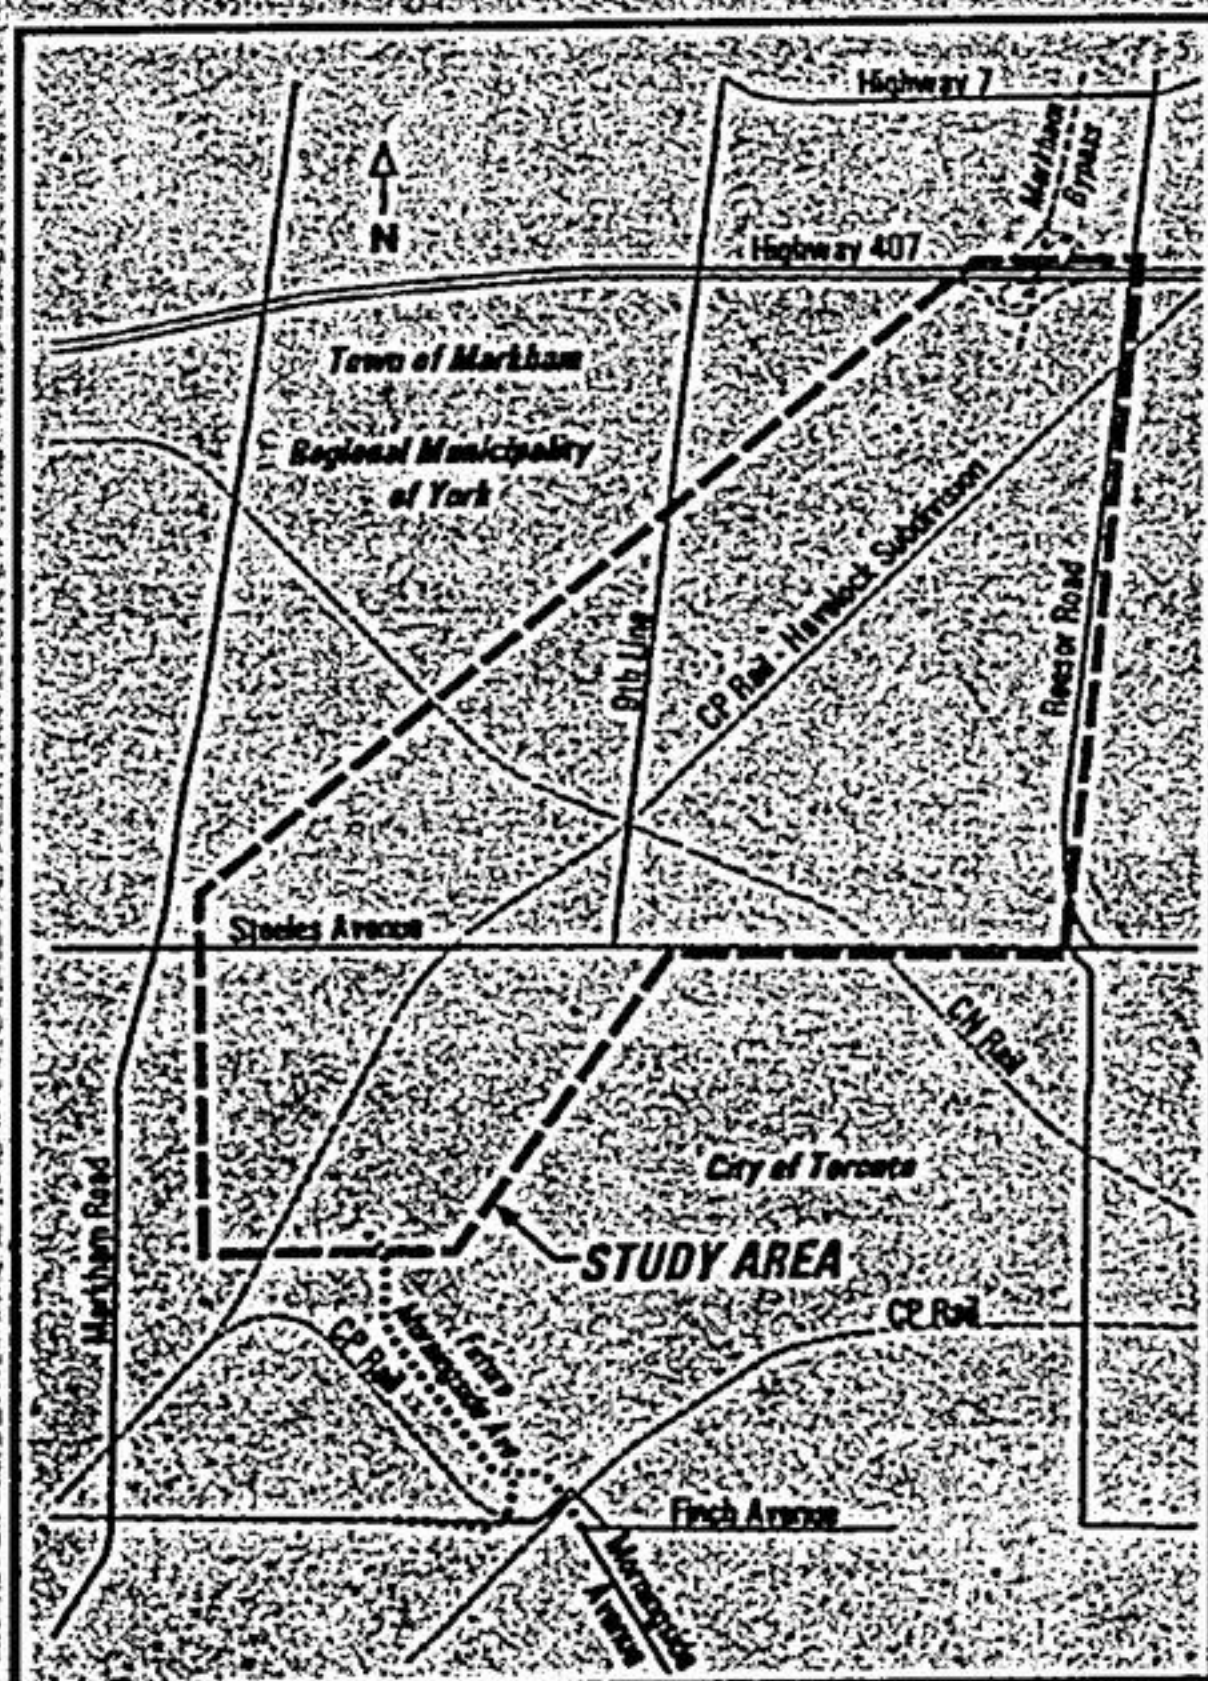 Highway 7
Markham
Bypass
N
Highway 407
Town of Markham
Regional Municipality
of York
CP Rail - Havelock Subdivision
9th Line
Reesor Road
Steeles Avenue
CN Rail
City of Toronto
Markham Road
STUDY AREA
CP Rail
Future
Morningside Ave
CP Rail
Finch Avenue
Morningside
Avenue